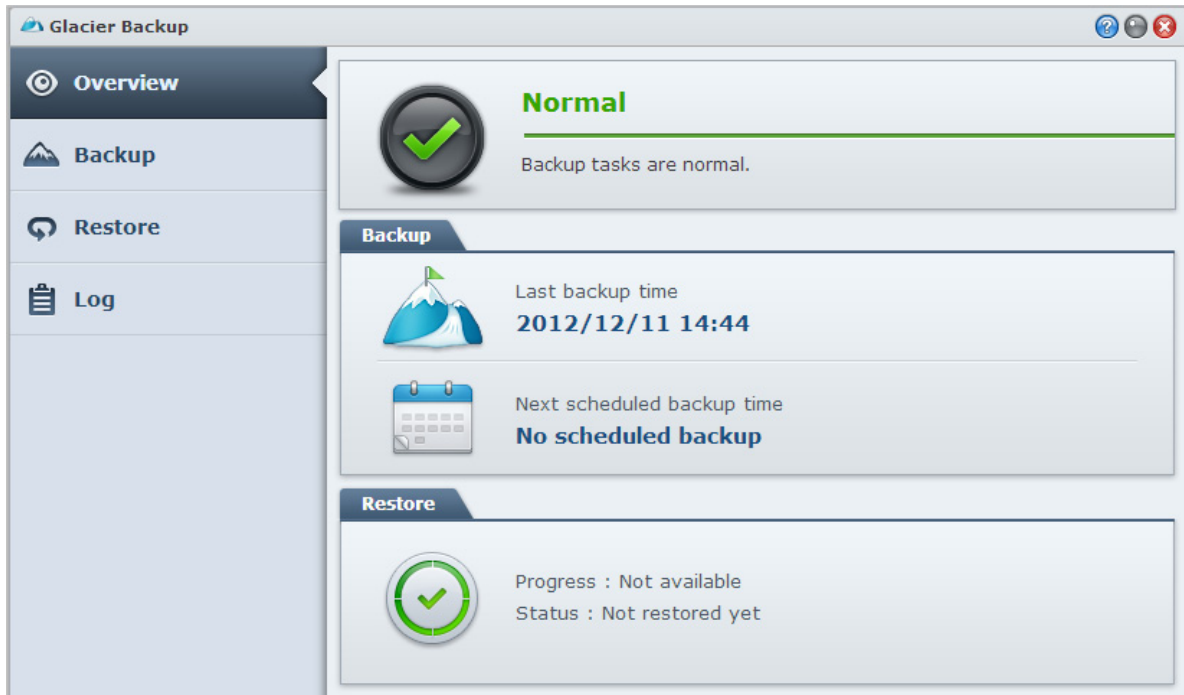 Glacier Backup
Overview
Backup
Restore
Log
Normal
Backup tasks are normal.
Backup
Last backup time
2012/12/11 14:44
Next scheduled backup time
No scheduled backup
Restore
Progress : Not available
Status : Not restored yet